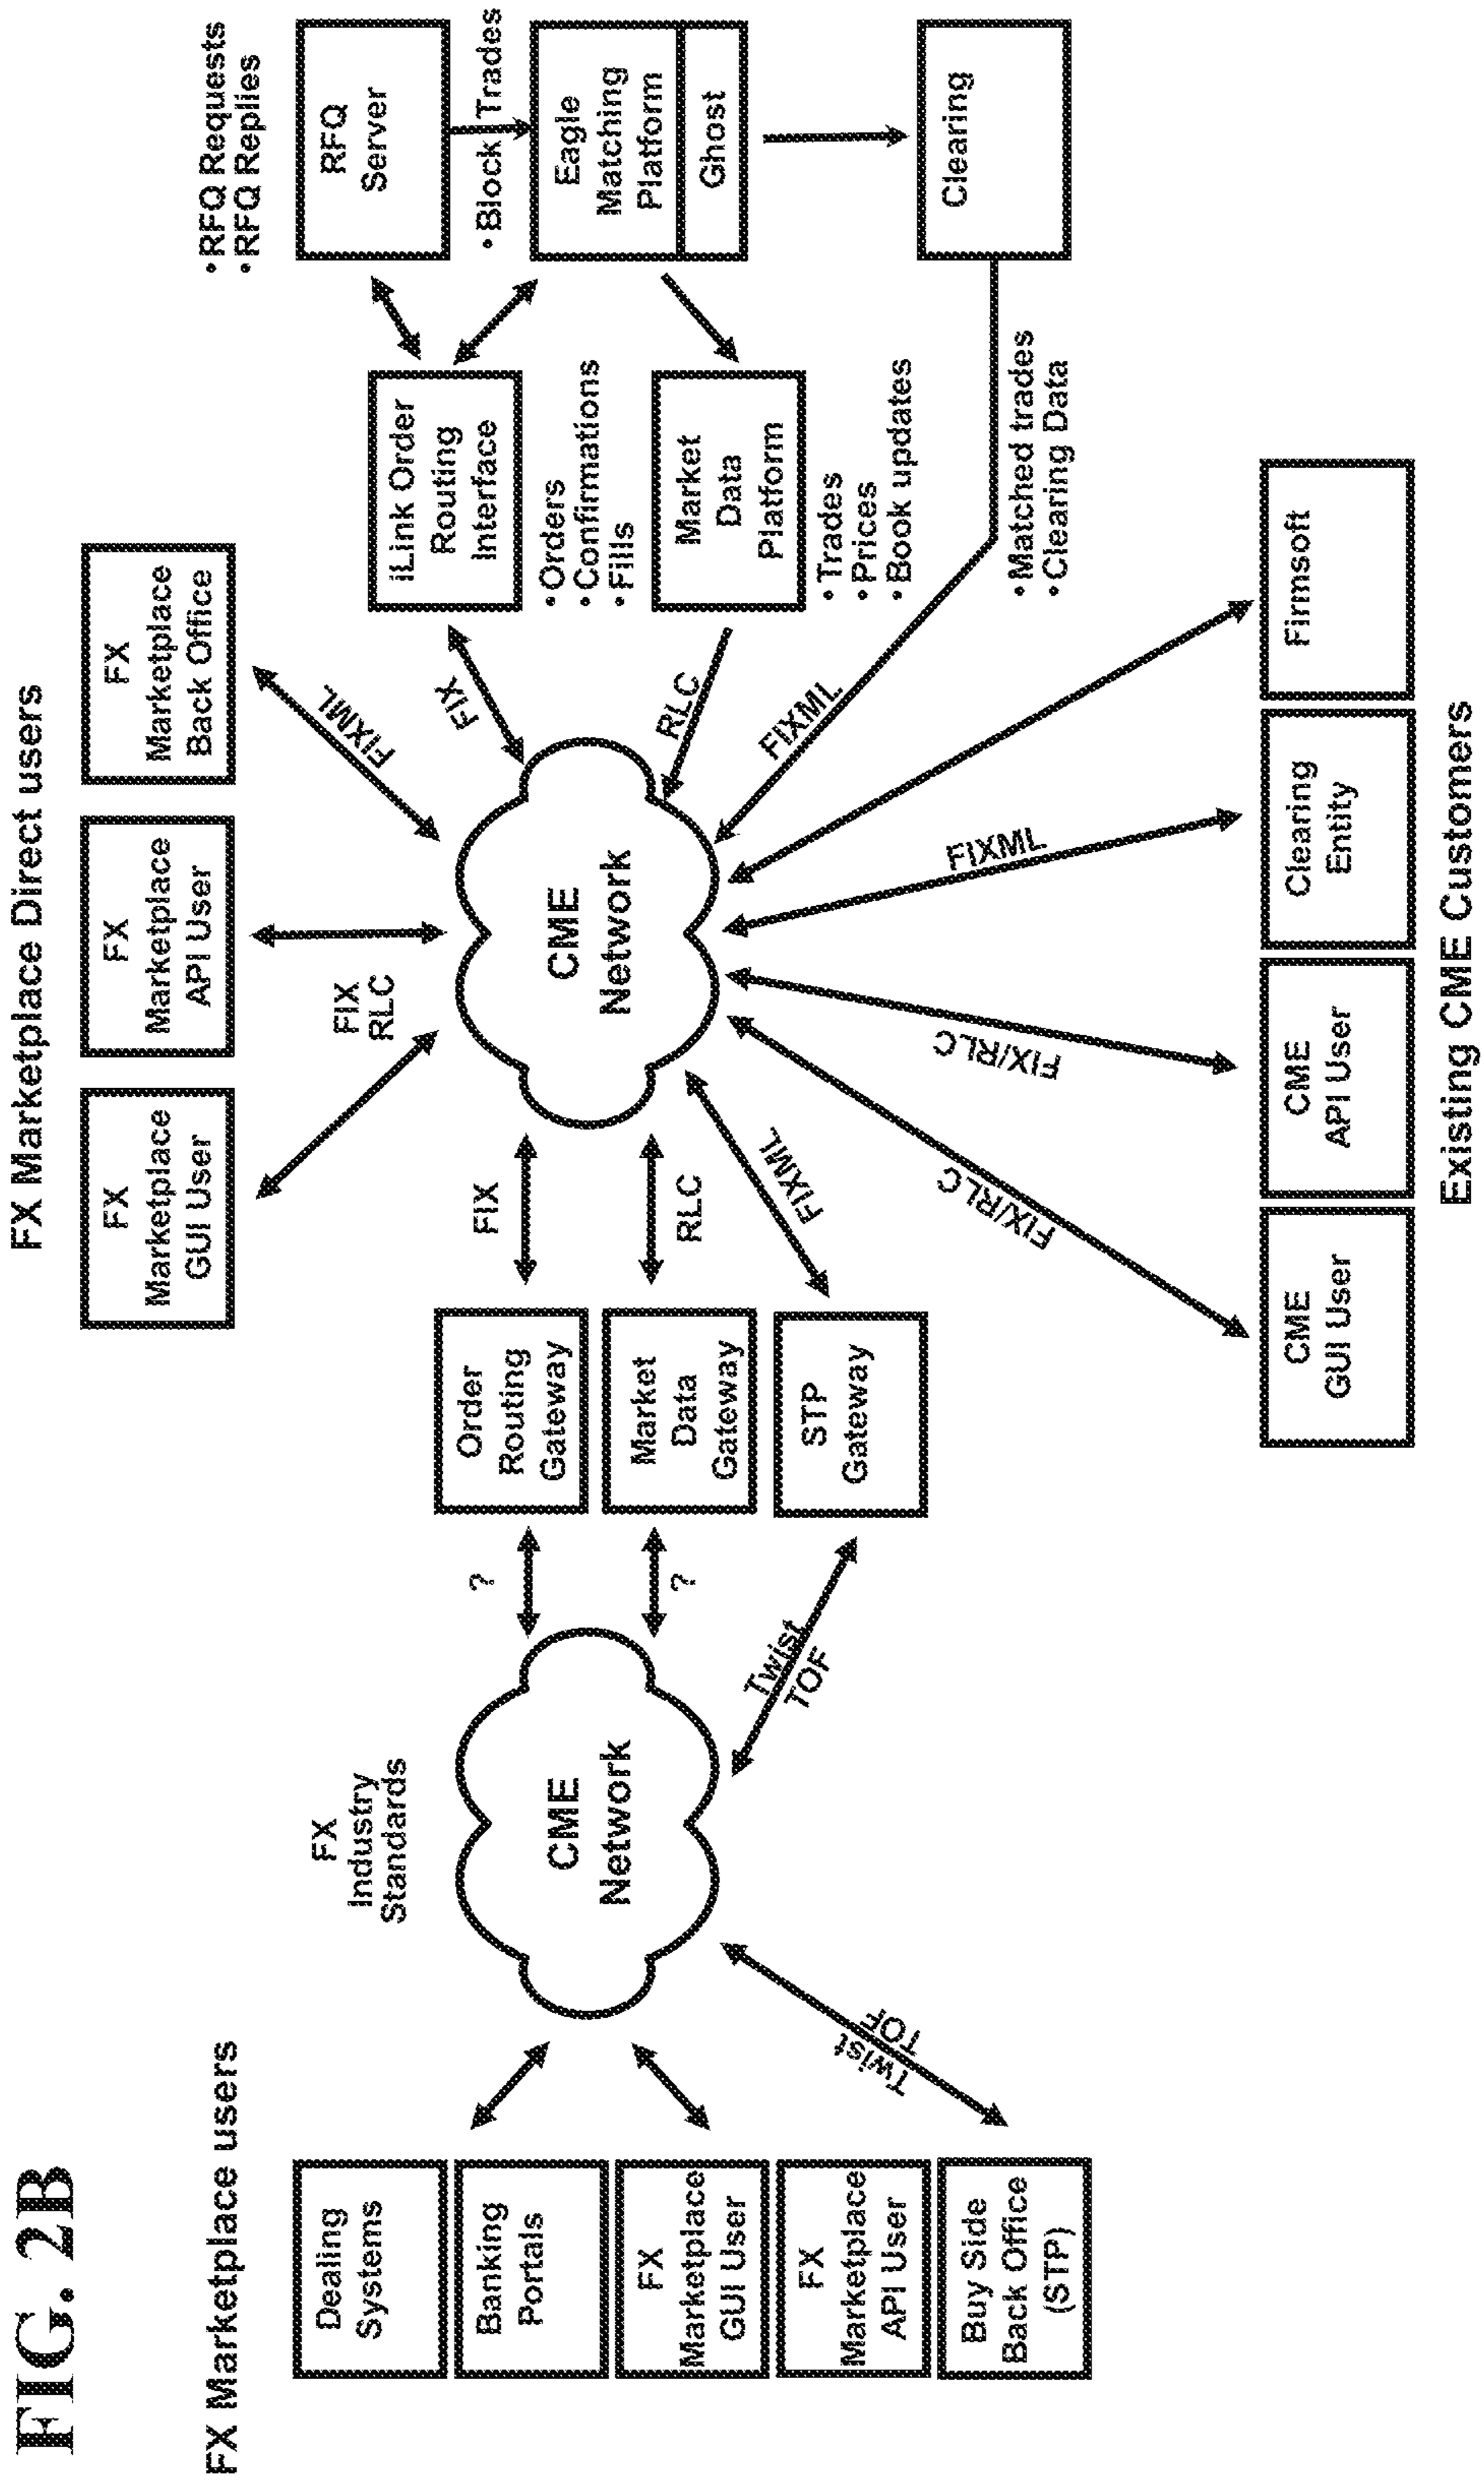 FIG. 2B
FX Marketplace users
Dealing
Systems
Banking
Portals
FX
Marketplace
GUI User
FX
Marketplace
API User
Buy Side
Back Office
(STP)
Twist
TOF
FX
Industry
Standards
CME
Network
?
?
Twist
TOF
Order
Routing
Gateway
Market
Data
Gateway
STP
Gateway
FIX
RLC
FIXML
FX Marketplace Direct users
FX
Marketplace
GUI User
FX
Marketplace
API User
FX
Marketplace
Back Office
FIX
RLC
FIXML
CME
Network
FIX
RLC
FIXML
iLink Order
Routing
Interface
•Orders
•Confirmations
•Fills
Market
Data
Platform
•Trades
•Prices
•Book updates
•RFQ Requests
•RFQ Replies
RFQ
Server
•Block Trades
Eagle
Matching
Platform
Ghost
Clearing
•Matched trades
•Clearing Data
FIX/RLC
FIX/RLC
FIXML
CME
GUI User
CME
API User
Clearing
Entity
Firmsoft
Existing CME Customers